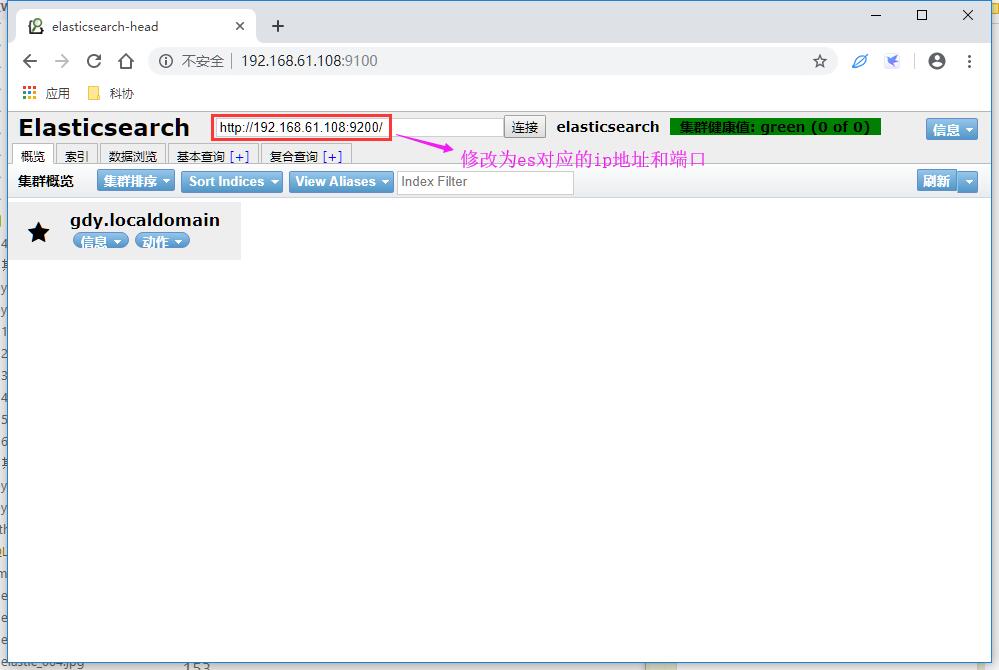 elasticsearch-head
不安全 192.168.61.108:9100
应用 科协
Elasticsearch http://192.168.61.108:9200/ 连接 elasticsearch 集群健康值: green (0 of 0) 信息
修改为es对应的ip地址和端口
概览 索引 数据浏览 基本查询 [+] 复合查询 [+]
集群概览 集群排序 Sort Indices View Aliases Index Filter 刷新
gdy.localdomain
信息 动作